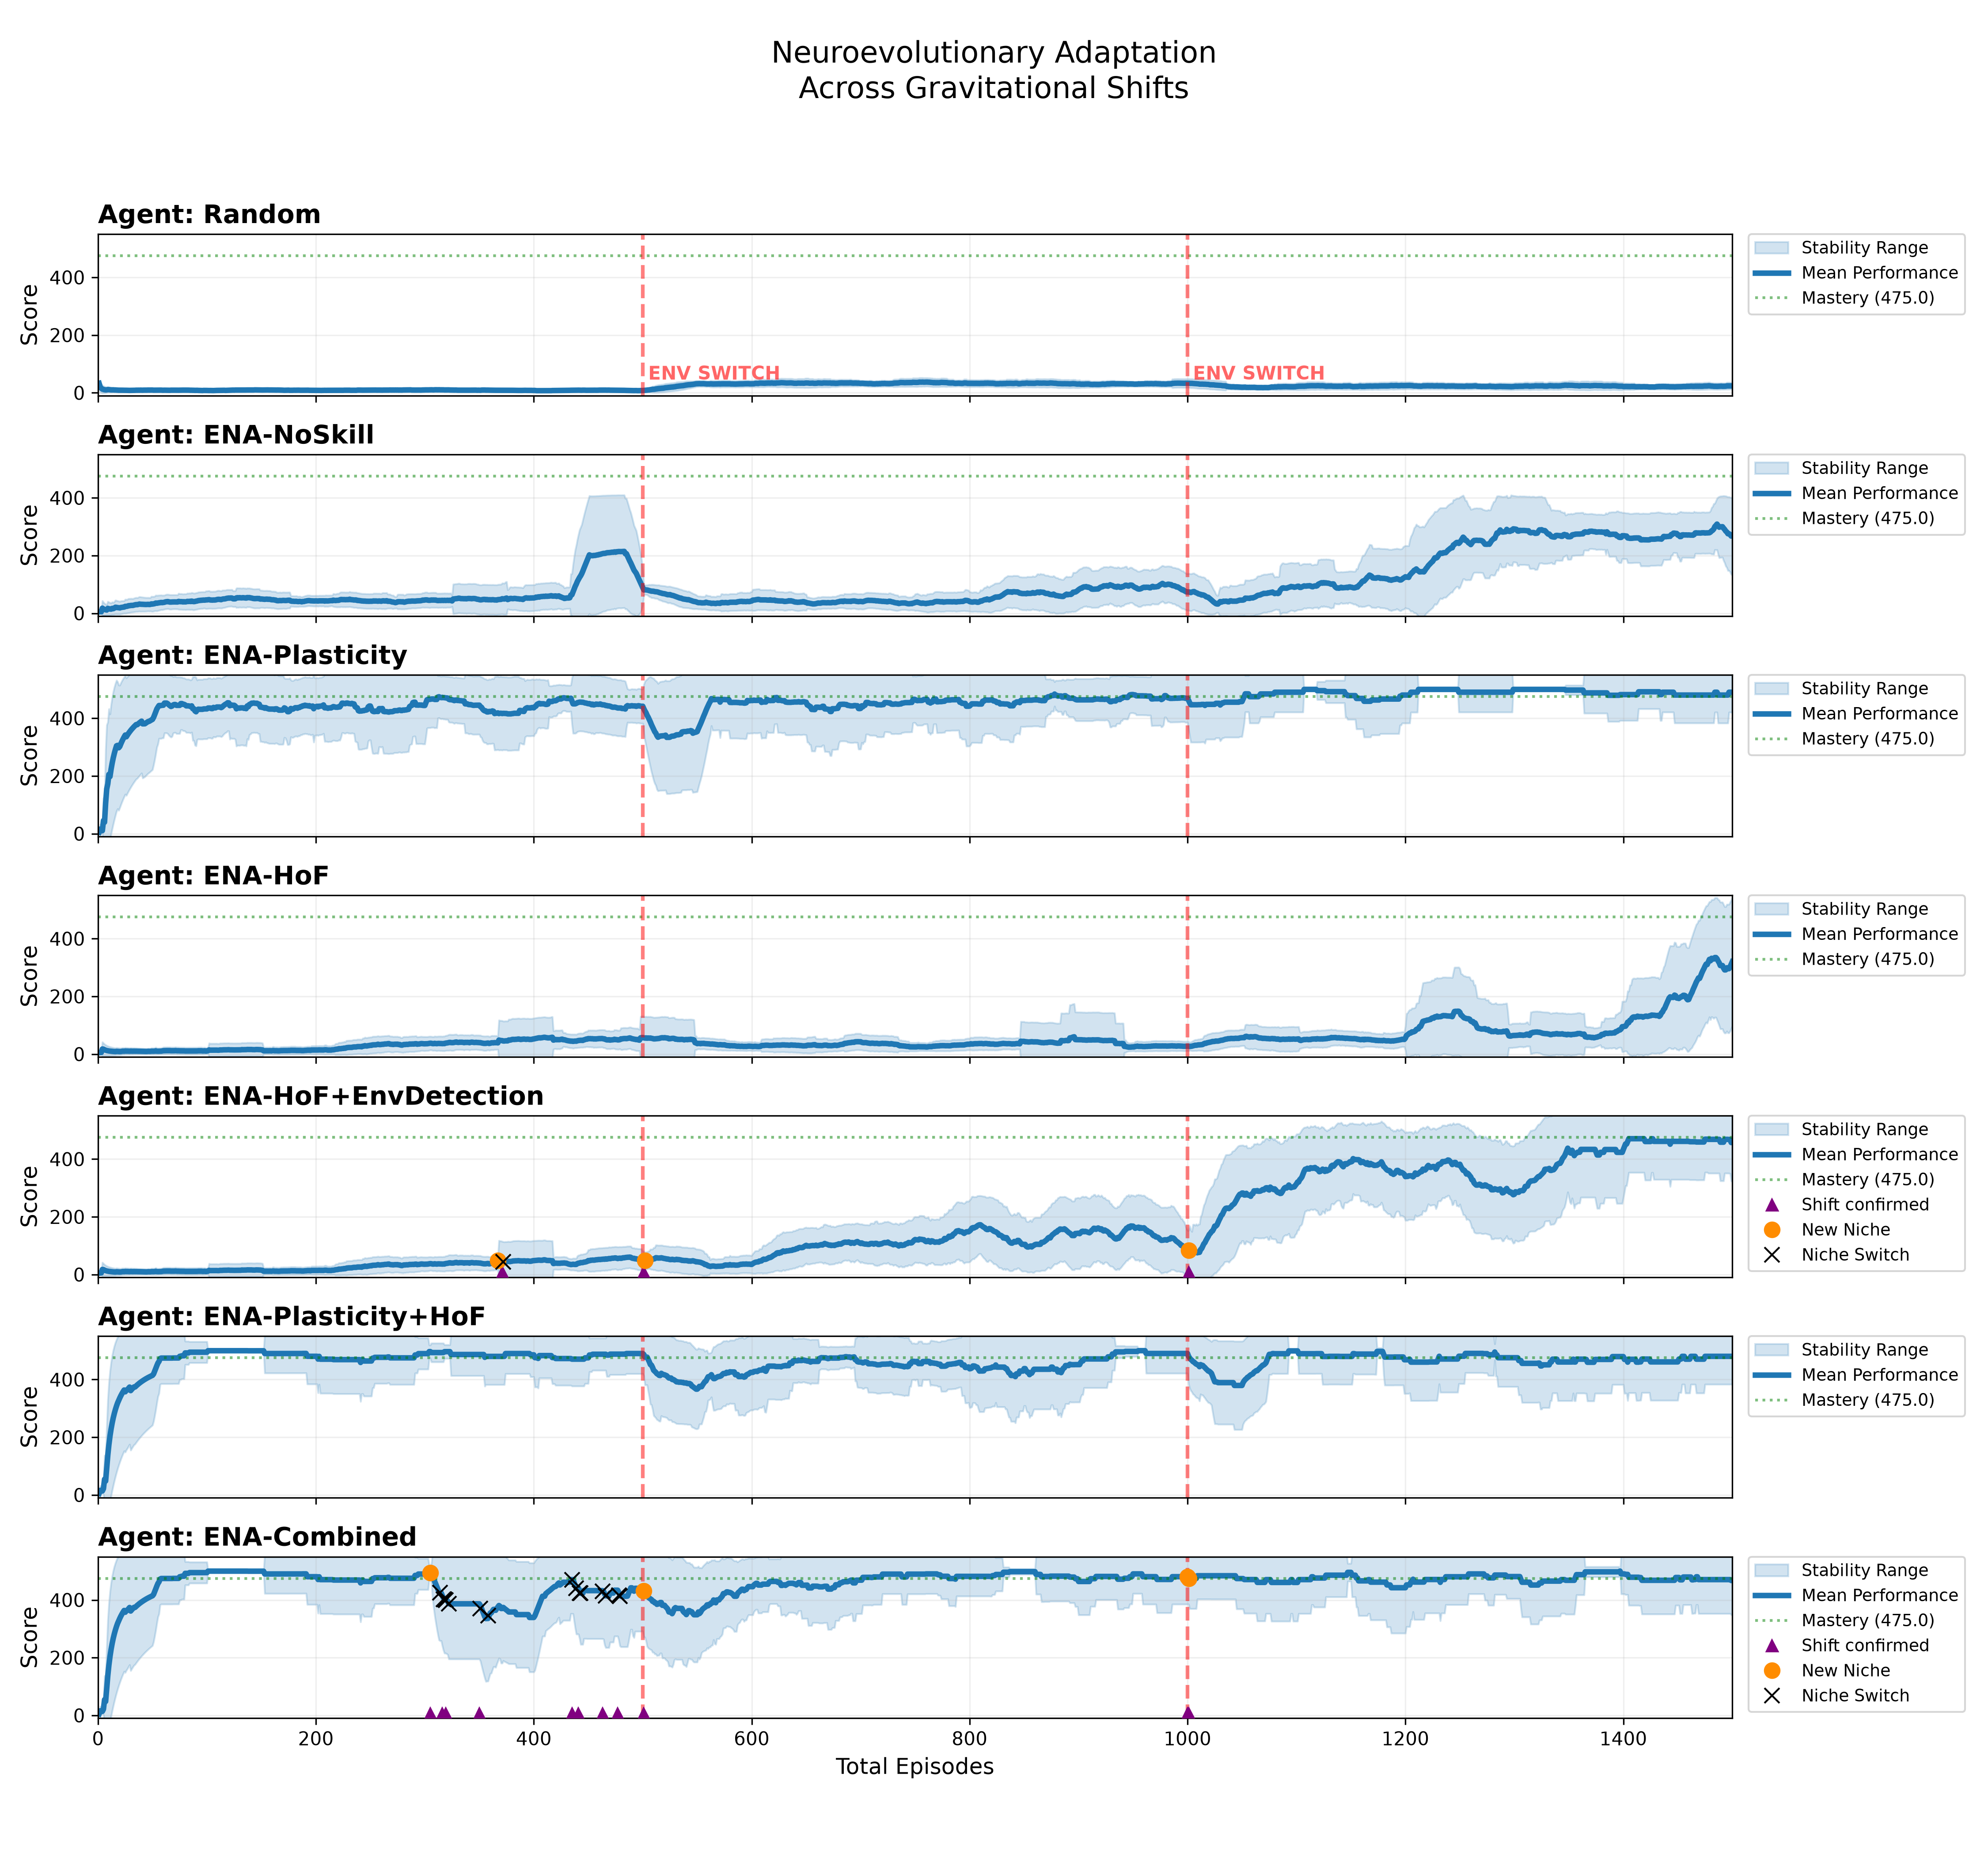 Neuroevolutionary Adaptation
Across Gravitational Shifts
Agent: Random
Score
400
200
0
ENV SWITCH
ENV SWITCH
Stability Range
Mean Performance
Mastery (475.0)
Agent: ENA-NoSkill
Score
400
200
0
Stability Range
Mean Performance
Mastery (475.0)
Agent: ENA-Plasticity
Score
400
200
0
Stability Range
Mean Performance
Mastery (475.0)
Agent: ENA-HoF
Score
400
200
0
Stability Range
Mean Performance
Mastery (475.0)
Agent: ENA-HoF+EnvDetection
Score
400
200
0
Stability Range
Mean Performance
Mastery (475.0)
Shift confirmed
New Niche
Niche Switch
Agent: ENA-Plasticity+HoF
Score
400
200
0
Stability Range
Mean Performance
Mastery (475.0)
Agent: ENA-Combined
Score
400
200
0
Stability Range
Mean Performance
Mastery (475.0)
Shift confirmed
New Niche
Niche Switch
0 200 400 600 800 1000 1200 1400
Total Episodes